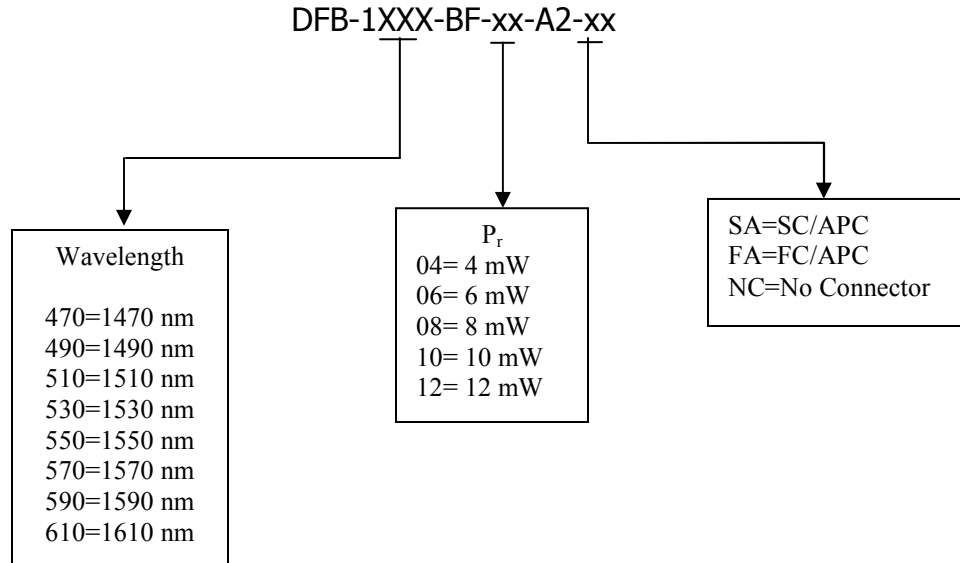 DFB-1XXX-BF-xx-A2-xx
Wavelength
470=1470 nm
490=1490 nm
510=1510 nm
530=1530 nm
550=1550 nm
570=1570 nm
590=1590 nm
610=1610 nm
Pr
04= 4 mW
06= 6 mW
08= 8 mW
10= 10 mW
12= 12 mW
SA=SC/APC
FA=FC/APC
NC=No Connector